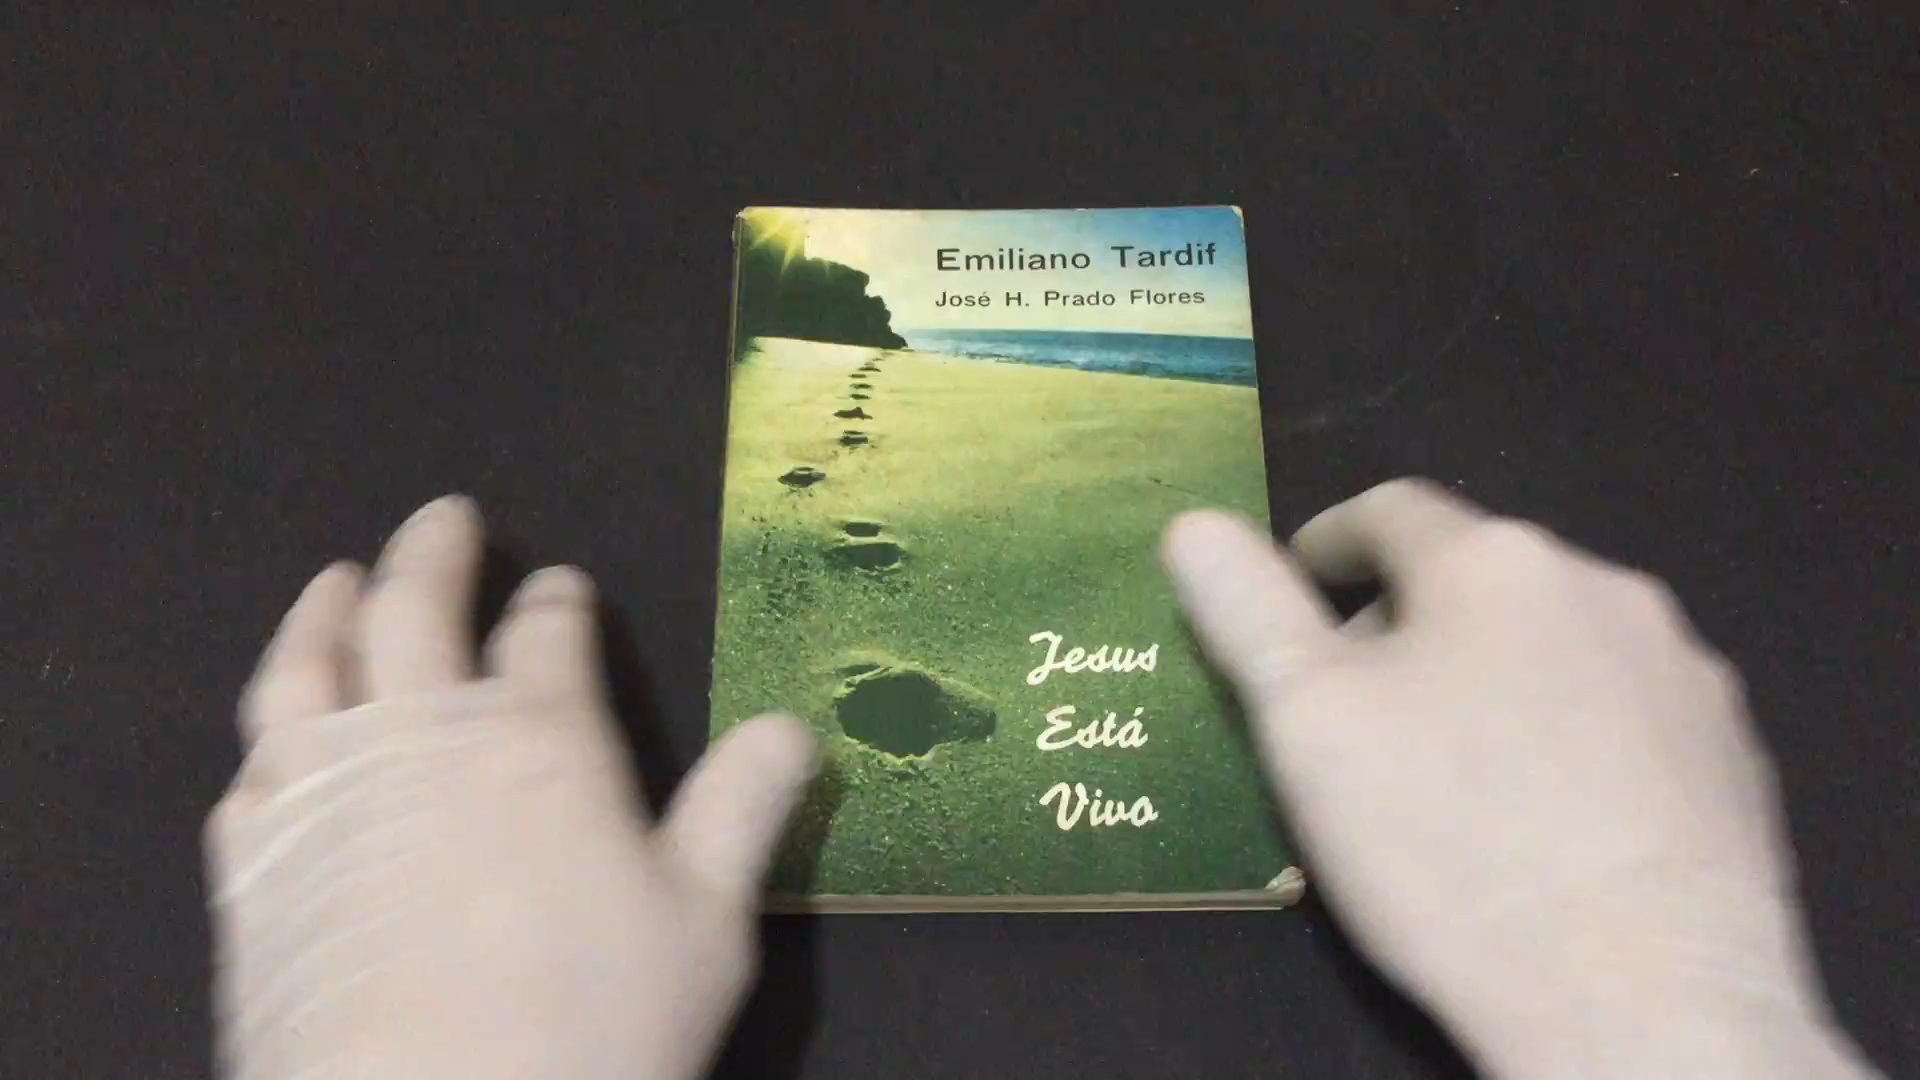 Emiliano Tardif
José H. Prado Flores
Jesus
Está
Vivo